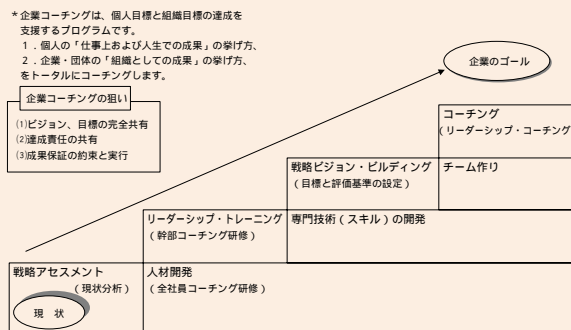 *企業コーチングは、個人目標と組織目標の達成を
支援するプログラムです。
1．個人の「仕事上および人生での成果」の挙げ方、
2．企業・団体の「組織としての成果」の挙げ方、
をトータルにコーチングします。
企業コーチングの狙い
⑴ビジョン、目標の完全共有
⑵達成責任の共有
⑶成果保証の約束と実行
企業のゴール
コーチング
(リーダーシップ・コーチング
戦略ビジョン・ビルディング
(目標と評価基準の設定)
チーム作り
リーダーシップ・トレーニング
(幹部コーチング研修)
専門技術(スキル)の開発
戦略アセスメント
(現状分析)
人材開発
(全社員コーチング研修)
現　状